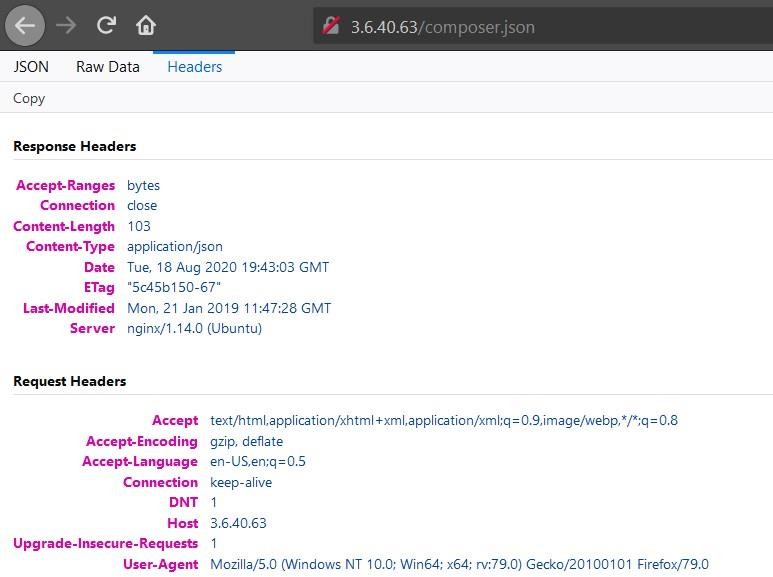 3.6.40.63/composer.json
JSON Raw Data Headers
Copy
Response Headers
Accept-Ranges bytes
Connection close
Content-Length 103
Content-Type application/json
Date Tue, 18 Aug 2020 19:43:03 GMT
ETag "5c45b150-67"
Last-Modified Mon, 21 Jan 2019 11:47:28 GMT
Server nginx/1.14.0 (Ubuntu)
Request Headers
Accept text/html,application/xhtml+xml,application/xml;q=0.9,image/webp,*/*;q=0.8
Accept-Encoding gzip, deflate
Accept-Language en-US,en;q=0.5
Connection keep-alive
DNT 1
Host 3.6.40.63
Upgrade-Insecure-Requests 1
User-Agent Mozilla/5.0 (Windows NT 10.0; Win64; x64; rv:79.0) Gecko/20100101 Firefox/79.0